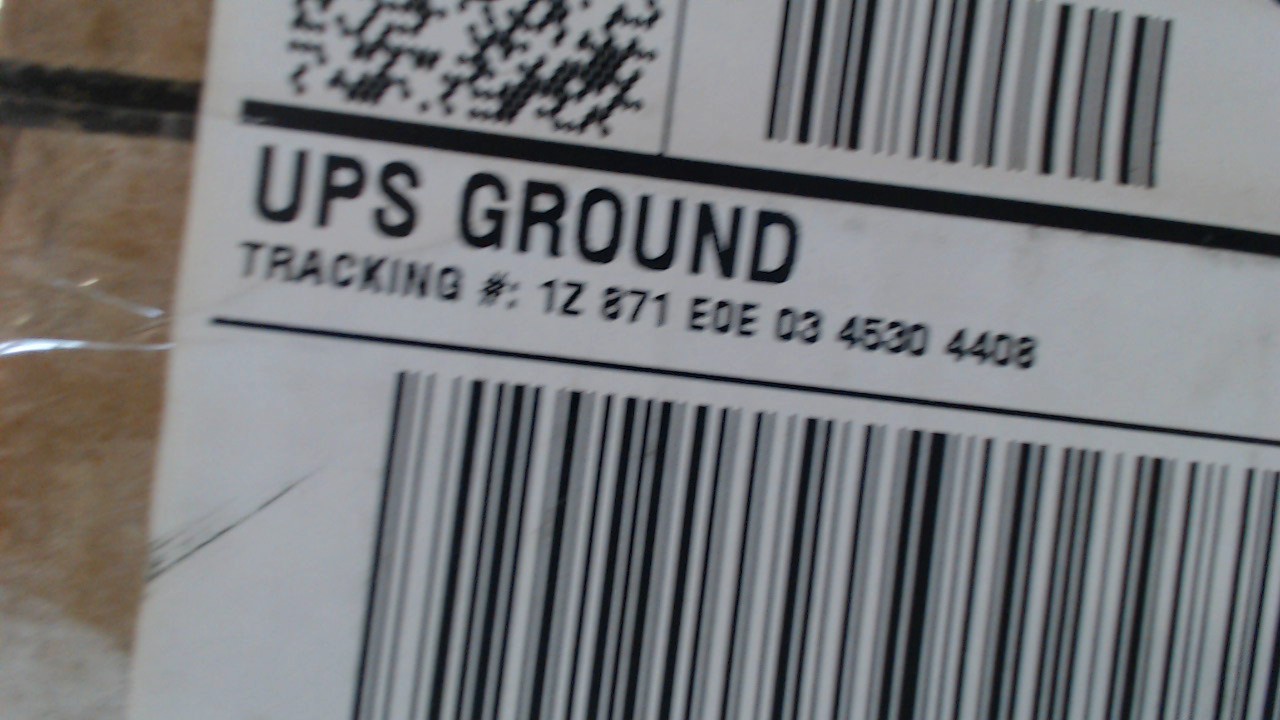 UPS GROUND
TRACKING #: 1Z 871 E0E 03 4530 4408